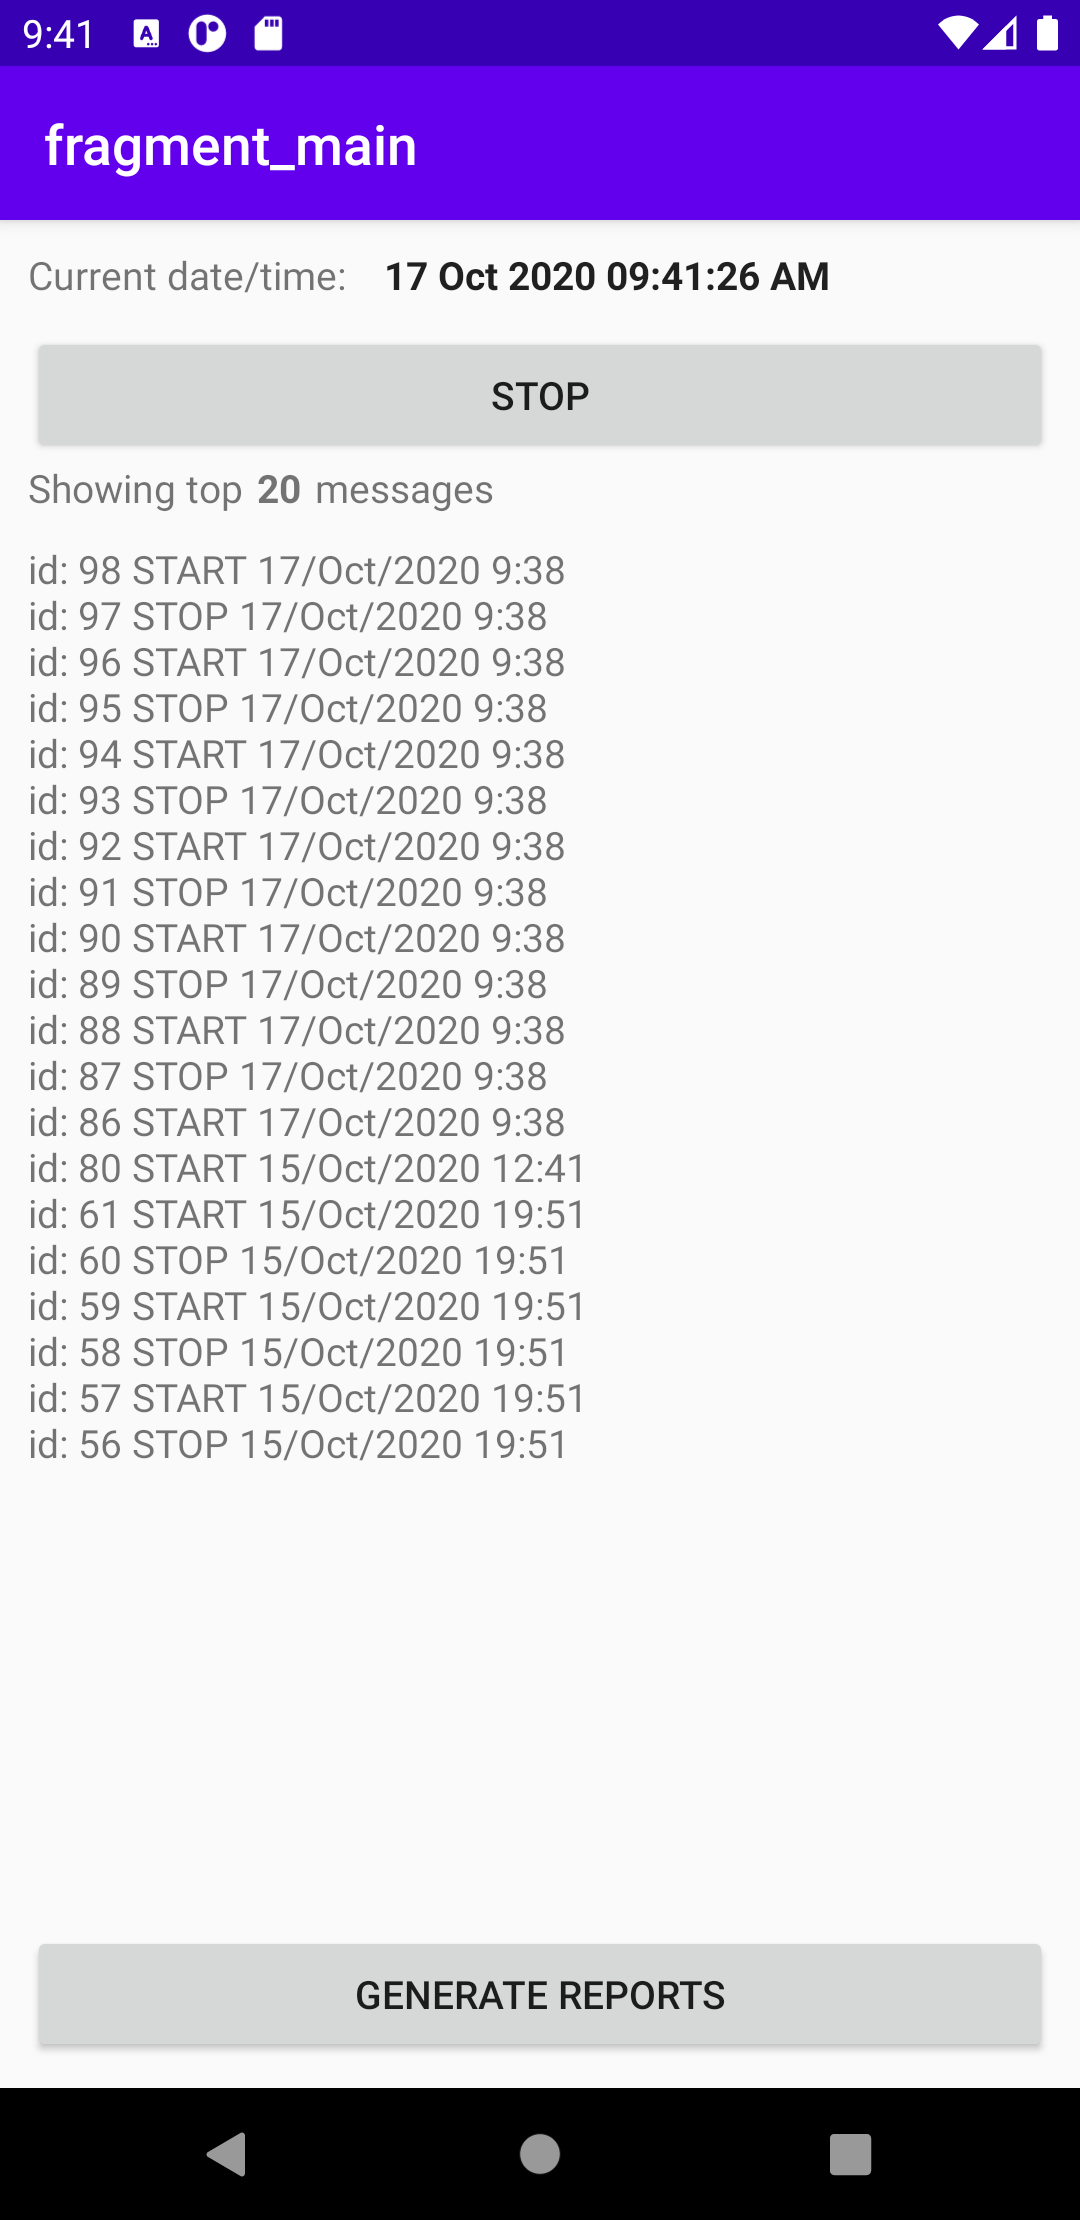 9:41
fragment_main
Current date/time: 17 Oct 2020 09:41:26 AM
STOP
Showing top 20 messages
id: 98 START 17/Oct/2020 9:38
id: 97 STOP 17/Oct/2020 9:38
id: 96 START 17/Oct/2020 9:38
id: 95 STOP 17/Oct/2020 9:38
id: 94 START 17/Oct/2020 9:38
id: 93 STOP 17/Oct/2020 9:38
id: 92 START 17/Oct/2020 9:38
id: 91 STOP 17/Oct/2020 9:38
id: 90 START 17/Oct/2020 9:38
id: 89 STOP 17/Oct/2020 9:38
id: 88 START 17/Oct/2020 9:38
id: 87 STOP 17/Oct/2020 9:38
id: 86 START 17/Oct/2020 9:38
id: 80 START 15/Oct/2020 12:41
id: 61 START 15/Oct/2020 19:51
id: 60 STOP 15/Oct/2020 19:51
id: 59 START 15/Oct/2020 19:51
id: 58 STOP 15/Oct/2020 19:51
id: 57 START 15/Oct/2020 19:51
id: 56 STOP 15/Oct/2020 19:51
GENERATE REPORTS